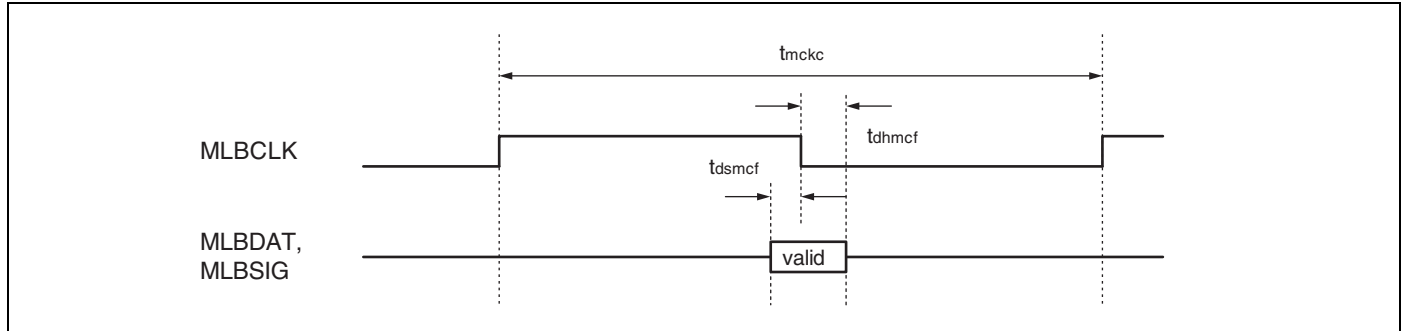 tmckc
MLBCLK
tdhmcf
tdsmcf
MLBDAT,
MLBSIG
valid